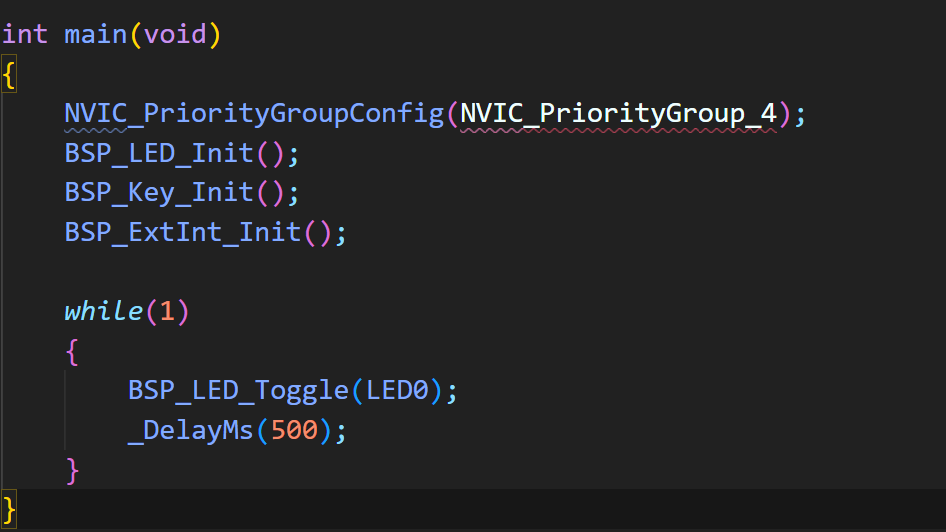 int main(void)
{
    NVIC_PriorityGroupConfig(NVIC_PriorityGroup_4);
    BSP_LED_Init();
    BSP_Key_Init();
    BSP_ExtInt_Init();

    while(1)
    {
        BSP_LED_Toggle(LED0);
        _DelayMs(500);
    }
}